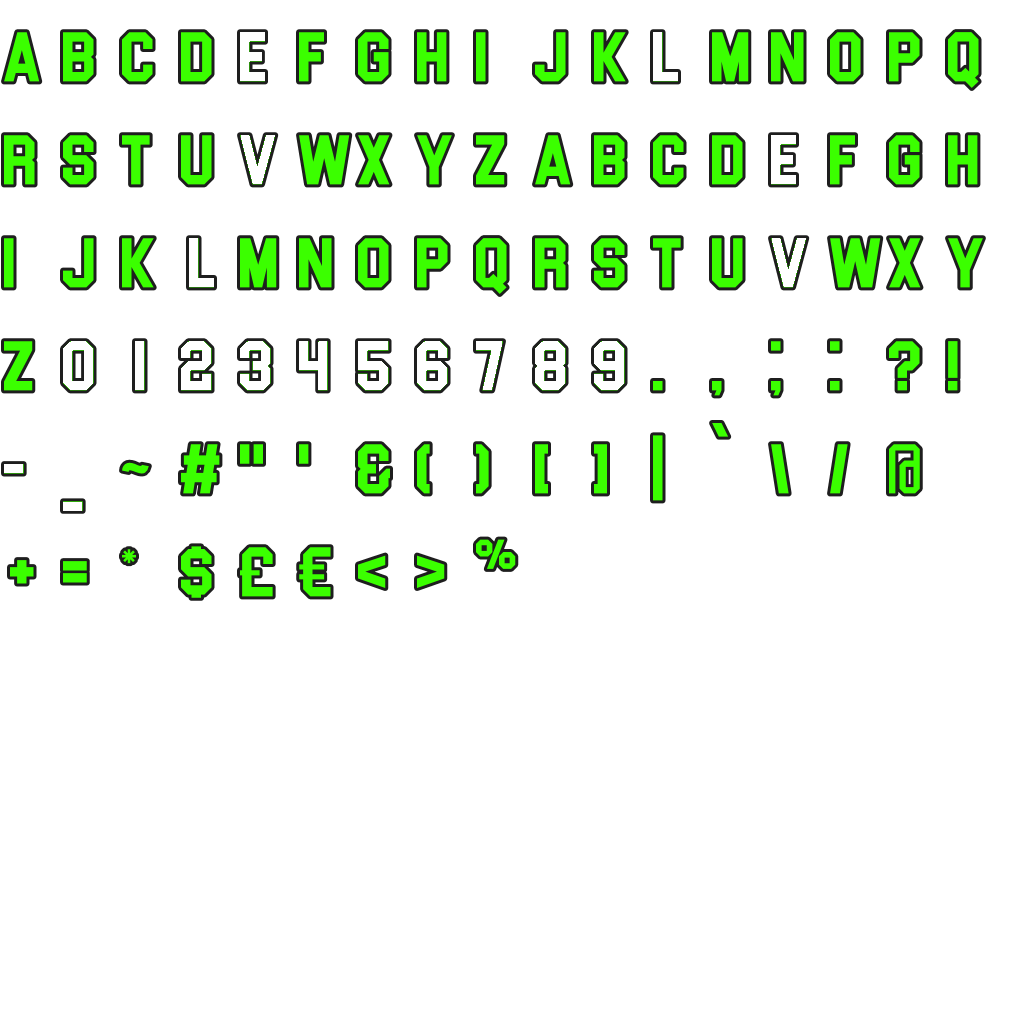 ABCDEFGHIJKLMNOPQ
RSTUVWXYZABCDEFGH
IJKLMNOPQRSTUVWXY
Z0123456789.,;:?!
-_~#"'&()[]|`\/@
+=*$£€<>%